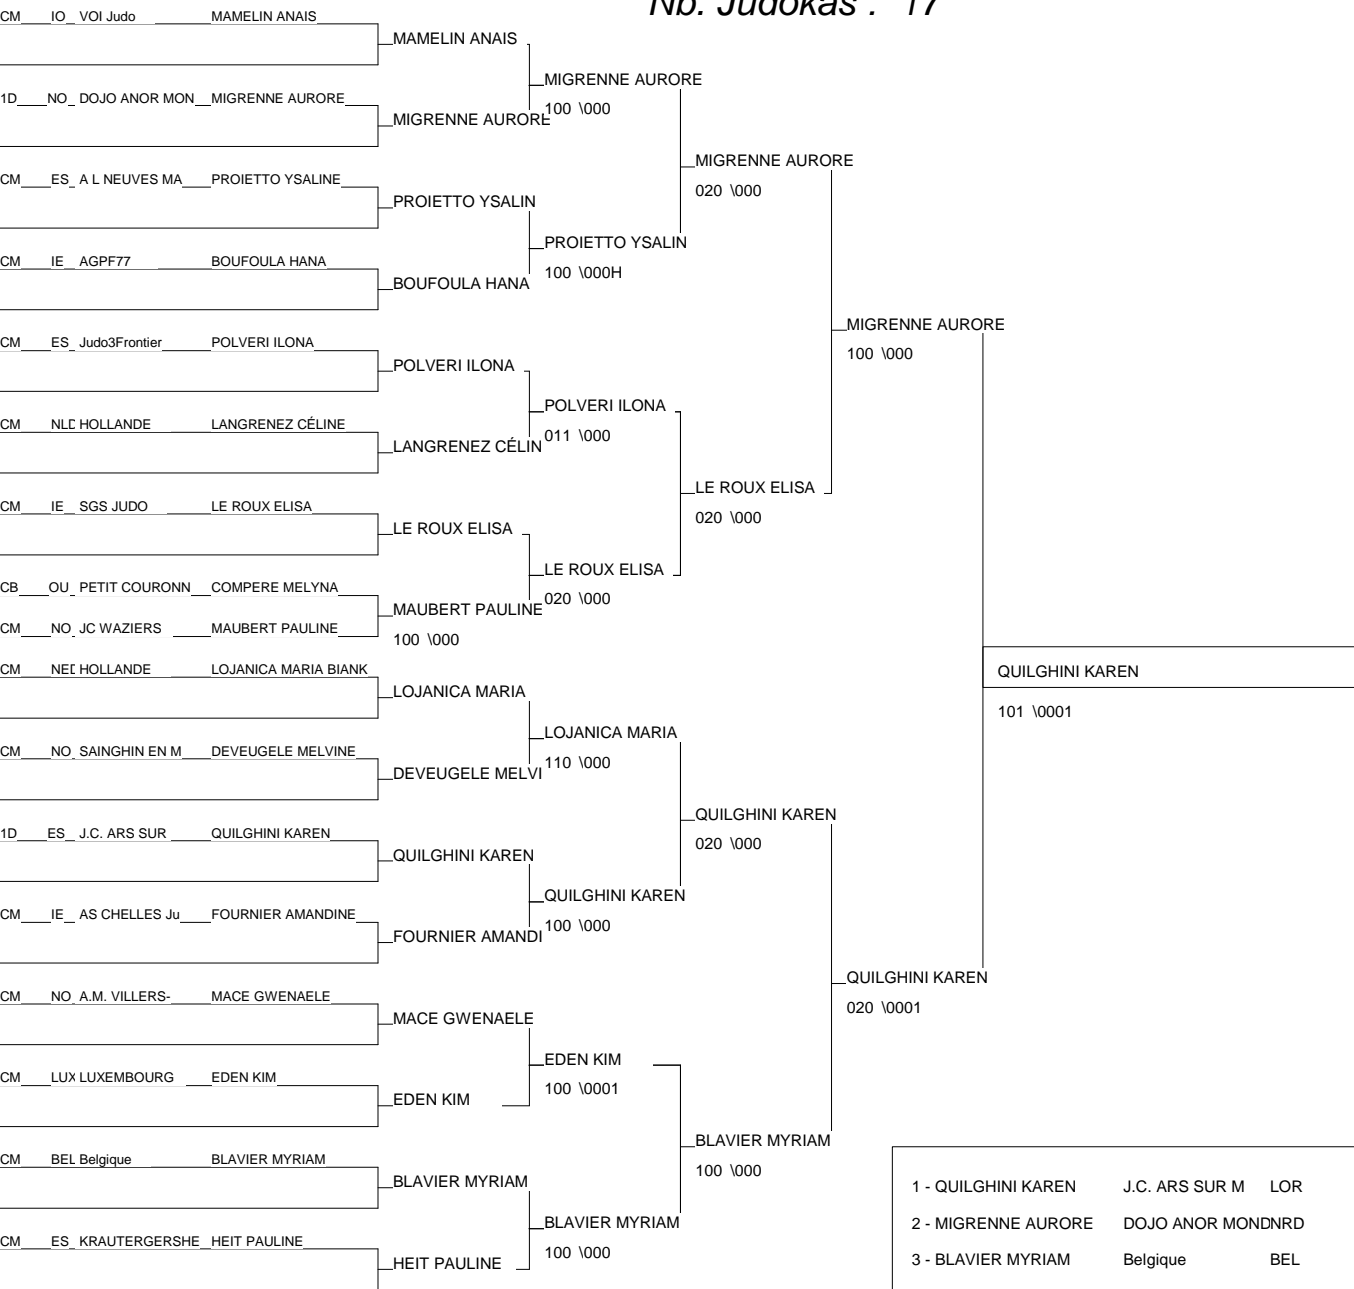 Nb. Judokas : 17
CM IO VOI Judo MAMELIN ANAIS
MAMELIN ANAIS
MIGRENNE AURORE
100 \000
1D NO DOJO ANOR MON MIGRENNE AURORE
MIGRENNE AURORE
MIGRENNE AURORE
020 \000
CM ES A L NEUVES MA PROIETTO YSALINE
PROIETTO YSALIN
PROIETTO YSALIN
100 \000H
CM IE AGPF77 BOUFOULA HANA
BOUFOULA HANA
MIGRENNE AURORE
100 \000
CM ES Judo3Frontier POLVERI ILONA
POLVERI ILONA
POLVERI ILONA
011 \000
CM NLD HOLLANDE LANGRENEZ CÉLINE
LANGRENEZ CÉLIN
LE ROUX ELISA
020 \000
CM IE SGS JUDO LE ROUX ELISA
LE ROUX ELISA
LE ROUX ELISA
020 \000
CB OU PETIT COURONN COMPERE MELYNA
MAUBERT PAULINE
100 \000
CM NO JC WAZIERS MAUBERT PAULINE
CM NED HOLLANDE LOJANICA MARIA BIANK
QUILGHINI KAREN
101 \0001
LOJANICA MARIA
LOJANICA MARIA
110 \000
CM NO SAINGHIN EN M DEVEUGELE MELVINE
DEVEUGELE MELVI
QUILGHINI KAREN
020 \000
1D ES J.C. ARS SUR QUILGHINI KAREN
QUILGHINI KAREN
QUILGHINI KAREN
100 \000
CM IE AS CHELLES Ju FOURNIER AMANDINE
FOURNIER AMANDI
QUILGHINI KAREN
020 \0001
CM NO A.M. VILLERS- MACE GWENAELE
MACE GWENAELE
EDEN KIM
100 \0001
CM LUX LUXEMBOURG EDEN KIM
EDEN KIM
BLAVIER MYRIAM
100 \000
CM BEL Belgique BLAVIER MYRIAM
BLAVIER MYRIAM
BLAVIER MYRIAM
100 \000
CM ES KRAUTERGERSHE HEIT PAULINE
HEIT PAULINE
1 - QUILGHINI KAREN J.C. ARS SUR M LOR
2 - MIGRENNE AURORE DOJO ANOR MOND NRD
3 - BLAVIER MYRIAM Belgique BEL